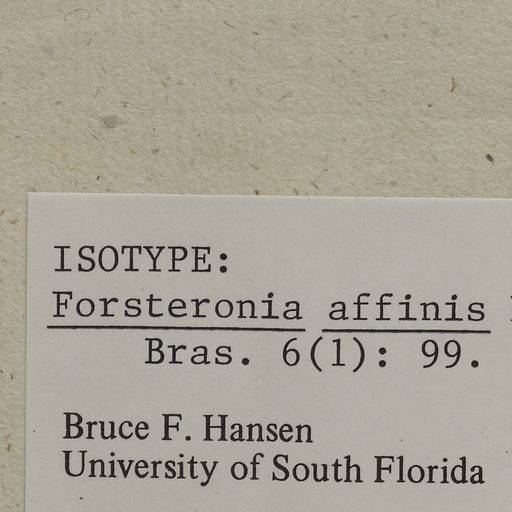 ISOTYPE:
Forsteronia affinis
Bras. 6(1): 99.
Bruce F. Hansen
University of South Florida